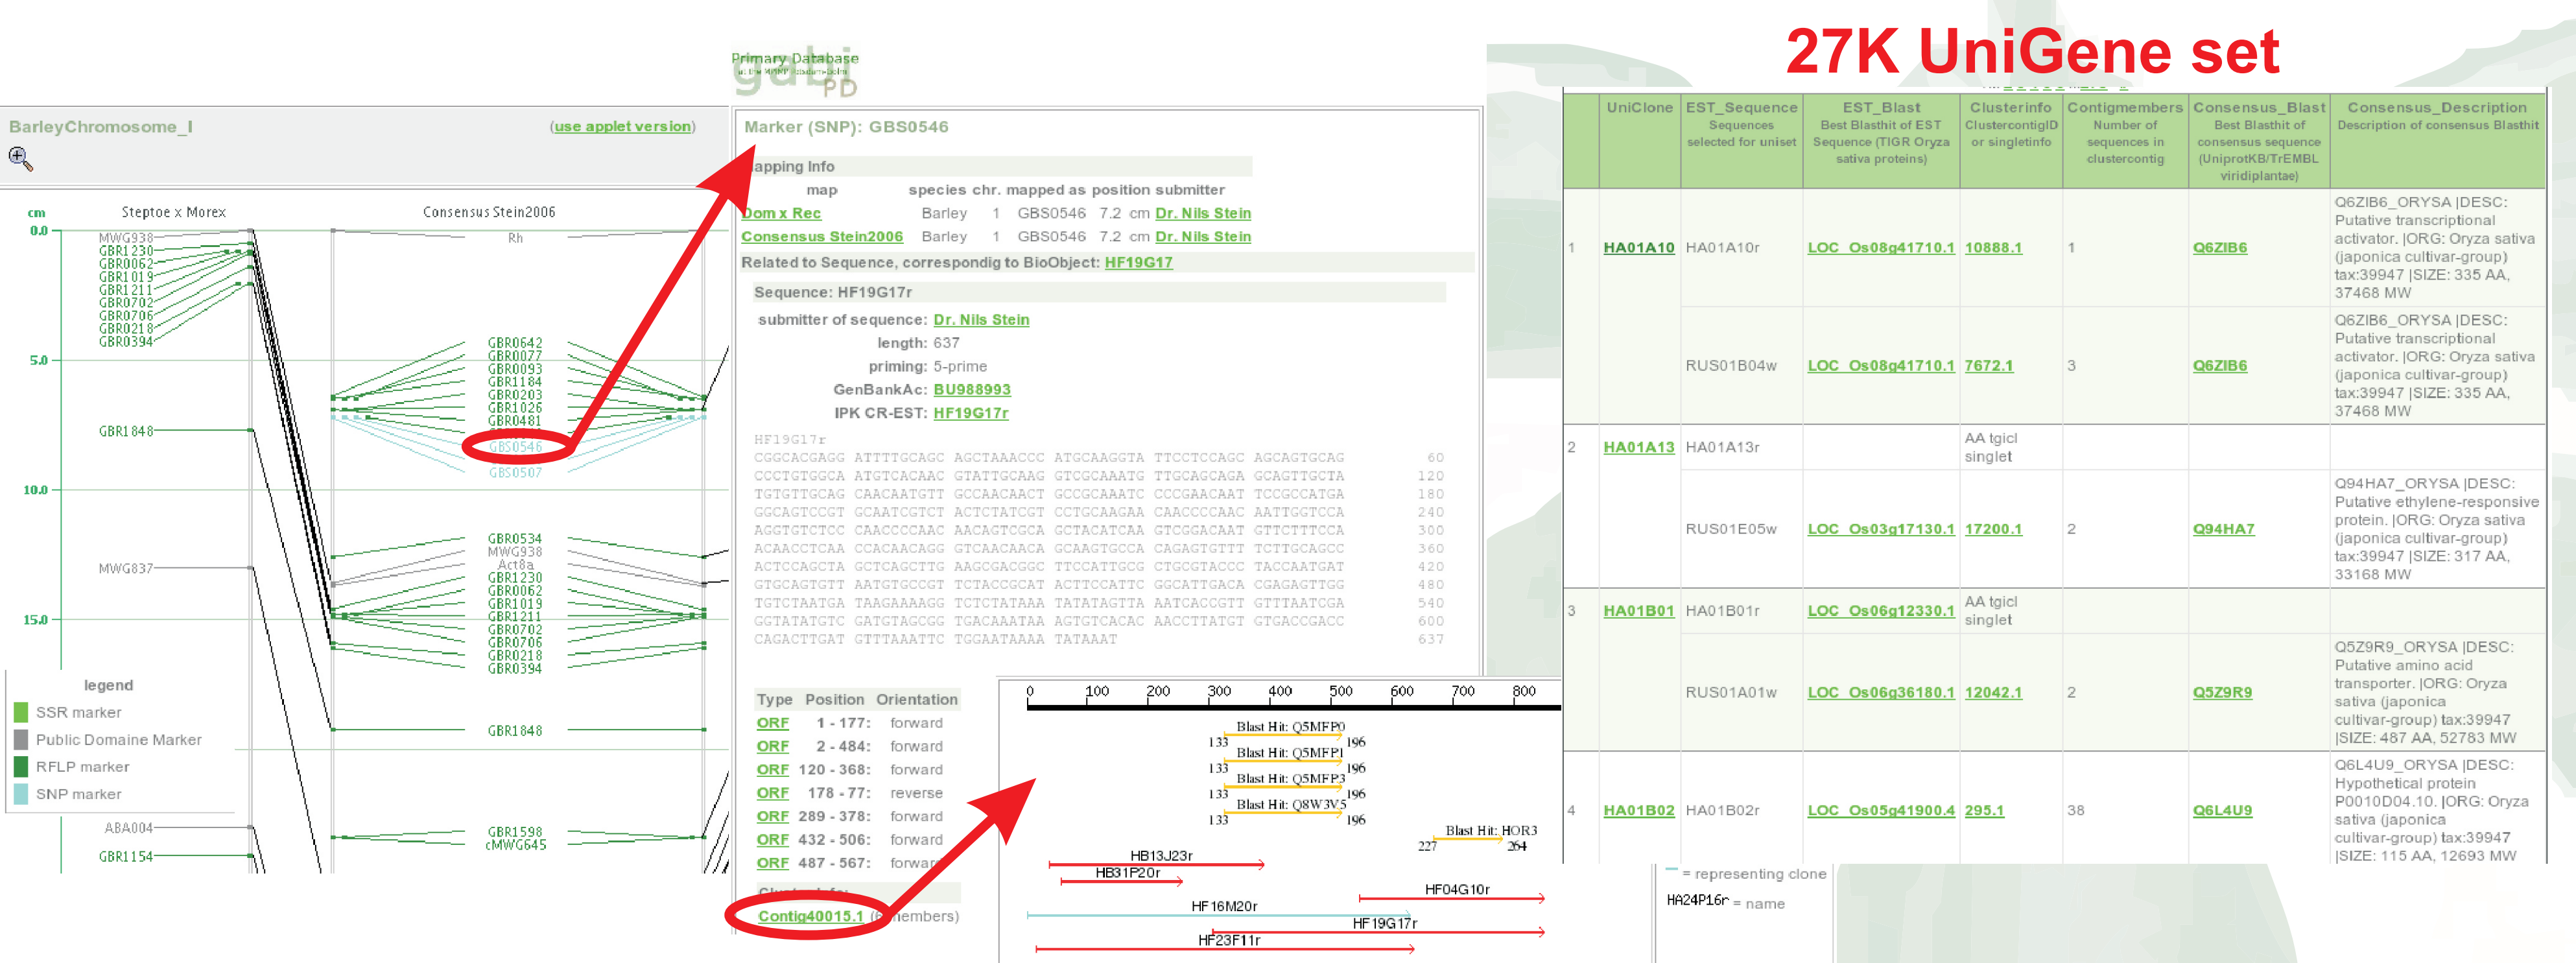 Primary Database
at the MPIMP Potsdam-Golm
gabi
PD
27K UniGene set
BarleyChromosome_I
(use applet version)
cm
Steptoe x Morex
Consensus Stein2006
0.0
MWG938
GBR1230
GBR0062
GBR1019
GBR1211
GBR0702
GBR0706
GBR0218
GBR0394
Rh
5.0
GBR0642
GBR0077
GBR0093
GBR1184
GBR0203
GBR1026
GBR0481
GBS0546
GBS0507
GBR1848
10.0
MWG837
GBR0534
MWG938
Act8a
GBR1230
GBR0062
GBR1019
GBR1211
GBR0702
GBR0706
GBR0218
GBR0394
15.0
legend
SSR marker
Public Domaine Marker
RFLP marker
SNP marker
GBR1848
ABA004
GBR1154
GBR1598
cMWG645
Marker (SNP): GBS0546
apping Info
map species chr. mapped as position submitter
Dom x Rec Barley 1 GBS0546 7.2 cm Dr. Nils Stein
Consensus Stein2006 Barley 1 GBS0546 7.2 cm Dr. Nils Stein
Related to Sequence, correspondig to BioObject: HF19G17
Sequence: HF19G17r
submitter of sequence: Dr. Nils Stein
length: 637
priming: 5-prime
GenBankAc: BU988993
IPK CR-EST: HF19G17r
HF19G17r
CGGCACGAGG ATTTTGCAGC AGCTAAACCC ATGCAAGGTA TTCCTCCAGC AGCAGTGCAG 60
CCCTGTGGCA ATGTCACAAC GTATTGCAAG GTCGCAAATG TTGCAGCAGA GCAGTTGCTA 120
TGTGTTGCAG CAACAATGTT GCCAACAACT GCCGCAAATC CCCGAACAAT TCCGCCATGA 180
GGCAGTCCGT GCAATCGTCT ACTCTATCGT CCTGCAAGAA CAACCCCAAC AATTGGTCCA 240
AGGTGTCTCC CAACCCCAAC AACAGTCGCA GCTACATCAA GTCGGACAAT GTTCTTTCCA 300
ACAACCTCAA CCACAACAGG GTCAACAACA GCAAGTGCCA CAGAGTGTTT TCTTGCAGCC 360
ACTCCAGCTA GCTCAGCTTG AAGCGACGGC TTCCATTGCG CTGCGTACCC TACCAATGAT 420
GTGCAGTGTT AATGTGCCGT TCTACCGCAT ACTTCCATTC GGCATTGACA CGAGAGTTGG 480
TGTCTAATGA TAAGAAAAGG TCTCTATAAA TATATAGTTA AATCACCGTT GTTTAATCGA 540
GGTATATGTC GATGTAGCGG TGACAAATAA AGTGTCACAC AACCTTATGT GTGACCGACC 600
CAGACTTGAT GTTTAAATTC TGGAATAAAA TATAAAT 637
Type Position Orientation
ORF 1 - 177: forward
ORF 2 - 484: forward
ORF 120 - 368: forward
ORF 178 - 77: reverse
ORF 289 - 378: forward
ORF 432 - 506: forward
ORF 487 - 567: forward
Contig40015.1 (6 members)
0 100 200 300 400 500 600 700 800
Blast Hit: Q5MFP0
133 196
Blast Hit: Q5MFP1
133 196
Blast Hit: Q5MFP3
133 196
Blast Hit: Q8W3V5
133 196
Blast Hit: HOR3
227 264
HB13J23r
HB31P20r
HF04G10r
HF16M20r
HF19G17r
HF23F11r
UniClone EST_Sequence EST_Blast Clusterinfo Contigmembers Consensus_Blast Consensus_Description
Sequences Best Blasthit of EST ClustercontigID Number of Best Blasthit of Description of consensus Blasthit
selected for uniset Sequence (TIGR Oryza or singletinfo sequences in consensus sequence
sativa proteins) clustercontig (UniprotKB/TrEMBL
viridiplantae)
1 HA01A10 HA01A10r LOC_Os08g41710.1 10888.1 1 Q6ZIB6
Q6ZIB6_ORYSA |DESC:
Putative transcriptional
activator. |ORG: Oryza sativa
(japonica cultivar-group)
tax:39947 |SIZE: 335 AA,
37468 MW
RUS01B04w LOC_Os08g41710.1 7672.1 3 Q6ZIB6
Q6ZIB6_ORYSA |DESC:
Putative transcriptional
activator. |ORG: Oryza sativa
(japonica cultivar-group)
tax:39947 |SIZE: 335 AA,
37468 MW
2 HA01A13 HA01A13r AA tgicl
singlet
RUS01E05w LOC_Os03g17130.1 17200.1 2 Q94HA7
Q94HA7_ORYSA |DESC:
Putative ethylene-responsive
protein. |ORG: Oryza sativa
(japonica cultivar-group)
tax:39947 |SIZE: 317 AA,
33168 MW
3 HA01B01 HA01B01r LOC_Os06g12330.1 AA tgicl
singlet
RUS01A01w LOC_Os06g36180.1 12042.1 2 Q5Z9R9
Q5Z9R9_ORYSA |DESC:
Putative amino acid
transporter. |ORG: Oryza
sativa (japonica
cultivar-group) tax:39947
|SIZE: 487 AA, 52783 MW
4 HA01B02 HA01B02r LOC_Os05g41900.4 295.1 38 Q6L4U9
Q6L4U9_ORYSA |DESC:
Hypothetical protein
P0010D04.10. |ORG: Oryza
sativa (japonica
cultivar-group) tax:39947
|SIZE: 115 AA, 12693 MW
= representing clone
HA24P16r = name